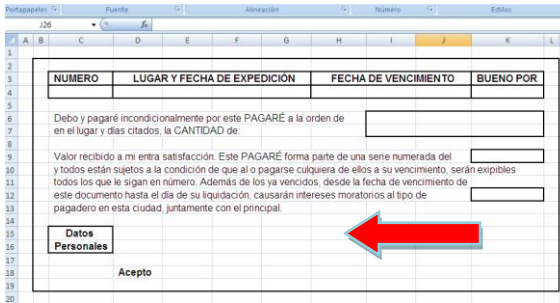 Portapapeles Fuente Alineación Número Estilos
J26 fx
A B C D E F G H I J K L
1
2
3 NUMERO LUGAR Y FECHA DE EXPEDICIÓN FECHA DE VENCIMIENTO BUENO POR
4
5
6 Debo y pagaré incondicionalmente por este PAGARÉ a la orden de
7 en el lugar y días citados, la CANTIDAD de:
8
9 Valor recibido a mi entra satisfacción. Este PAGARÉ forma parte de una serie numerada del
10 y todos están sujetos a la condición de que al o pagarse culquiera de ellos a su vencimiento, serán exipibles
11 todos los que le sigan en número. Además de los ya vencidos, desde la fecha de vencimiento de
12 este documento hasta el día de su liquidación, causarán intereses moratorios al tipo de
13 pagadero en esta ciudad, juntamente con el principal.
14
15 Datos
16 Personales
17
18 Acepto
19
20